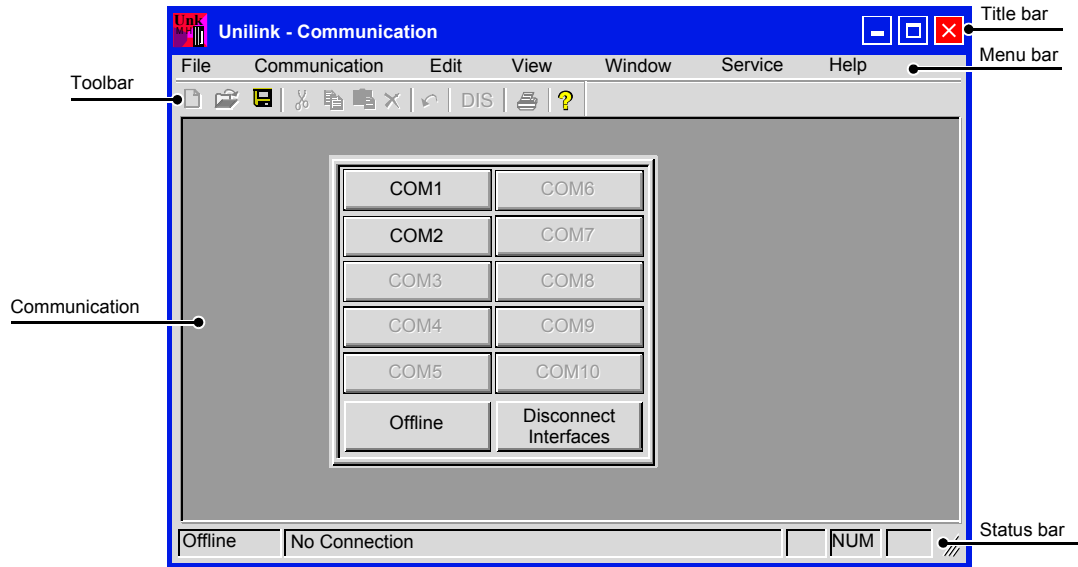 Title bar
Unk
M.H
Unilink - Communication
Menu bar
File Communication Edit View Window Service Help
Toolbar
DIS ?
COM1 COM6
COM2 COM7
COM3 COM8
Communication
COM4 COM9
COM5 COM10
Offline Disconnect
Interfaces
Status bar
Offline No Connection NUM